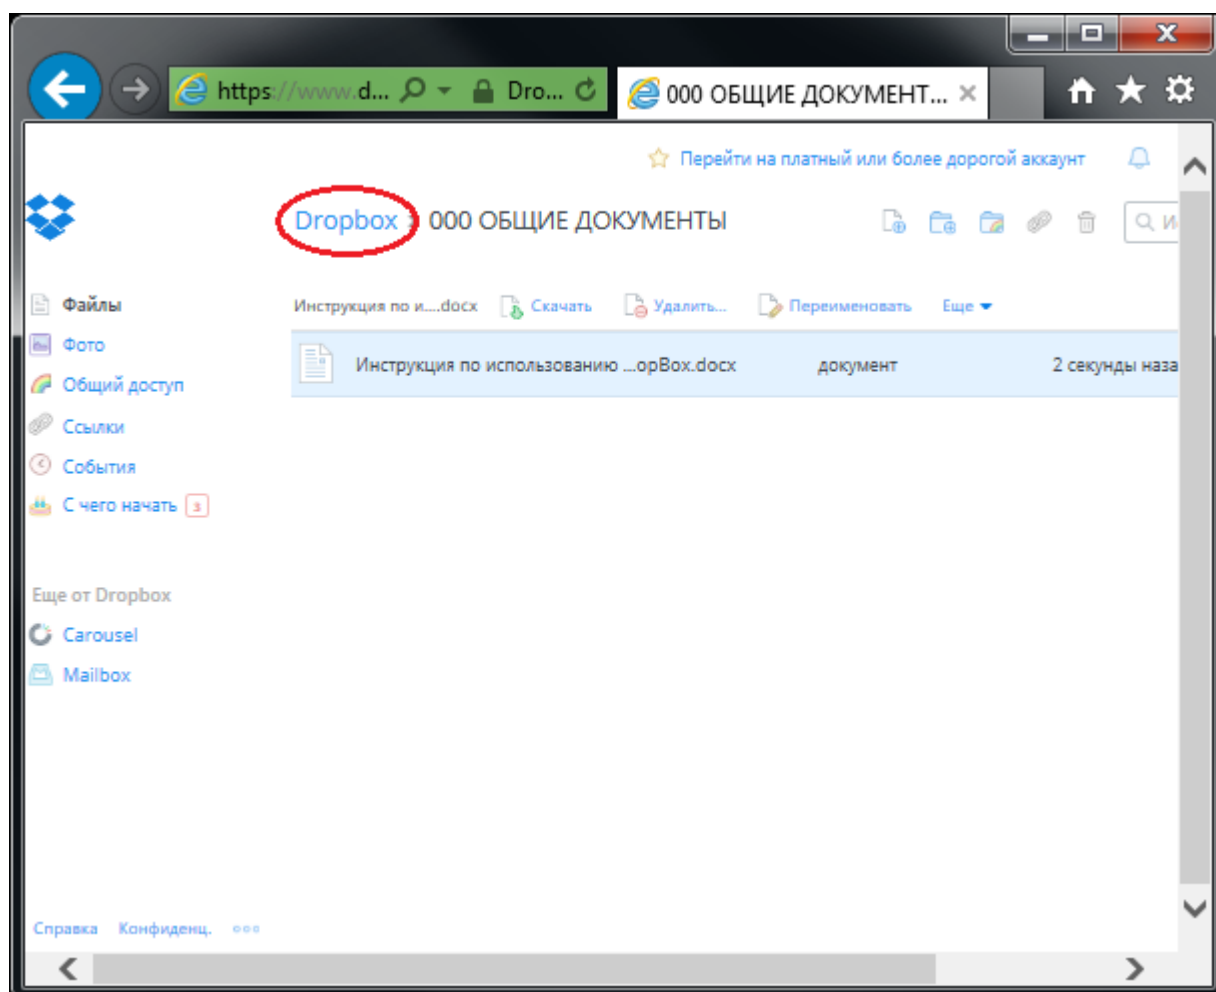 https://www.d... Dro... 000 ОБЩИЕ ДОКУМЕНТ...
Перейти на платный или более дорогой аккаунт
Dropbox › 000 ОБЩИЕ ДОКУМЕНТЫ
Файлы
Фото
Общий доступ
Ссылки
События
С чего начать 3
Еще от Dropbox
Carousel
Mailbox
Инструкция по и....docx Скачать Удалить... Переименовать Еще
Инструкция по использованию ...opBox.docx документ 2 секунды наза
Справка Конфиденц.